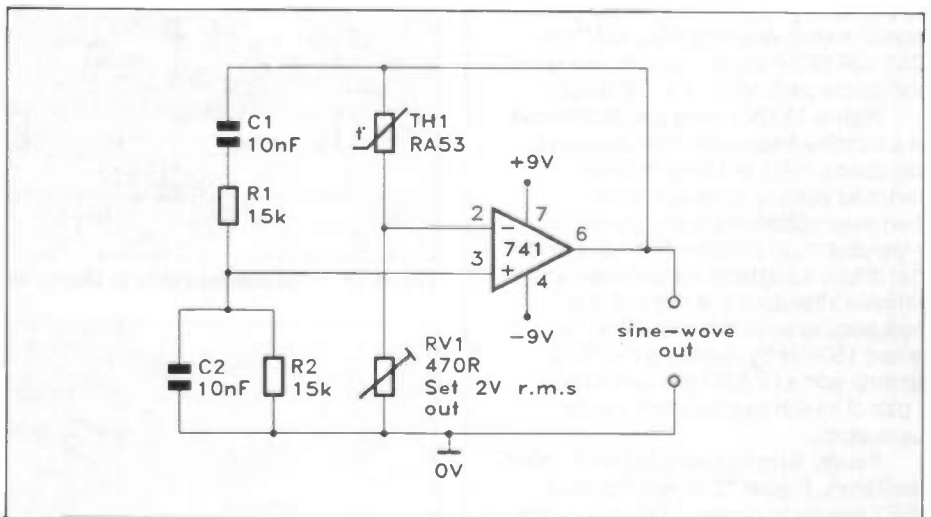 C1
10nF
R1
15k
C2
10nF
R2
15k
t°
TH1
RA53
RV1
470R
Set 2V r.m.s
out
+9V
2
7
−
741
6
3
+
4
−9V
sine-wave
out
0V